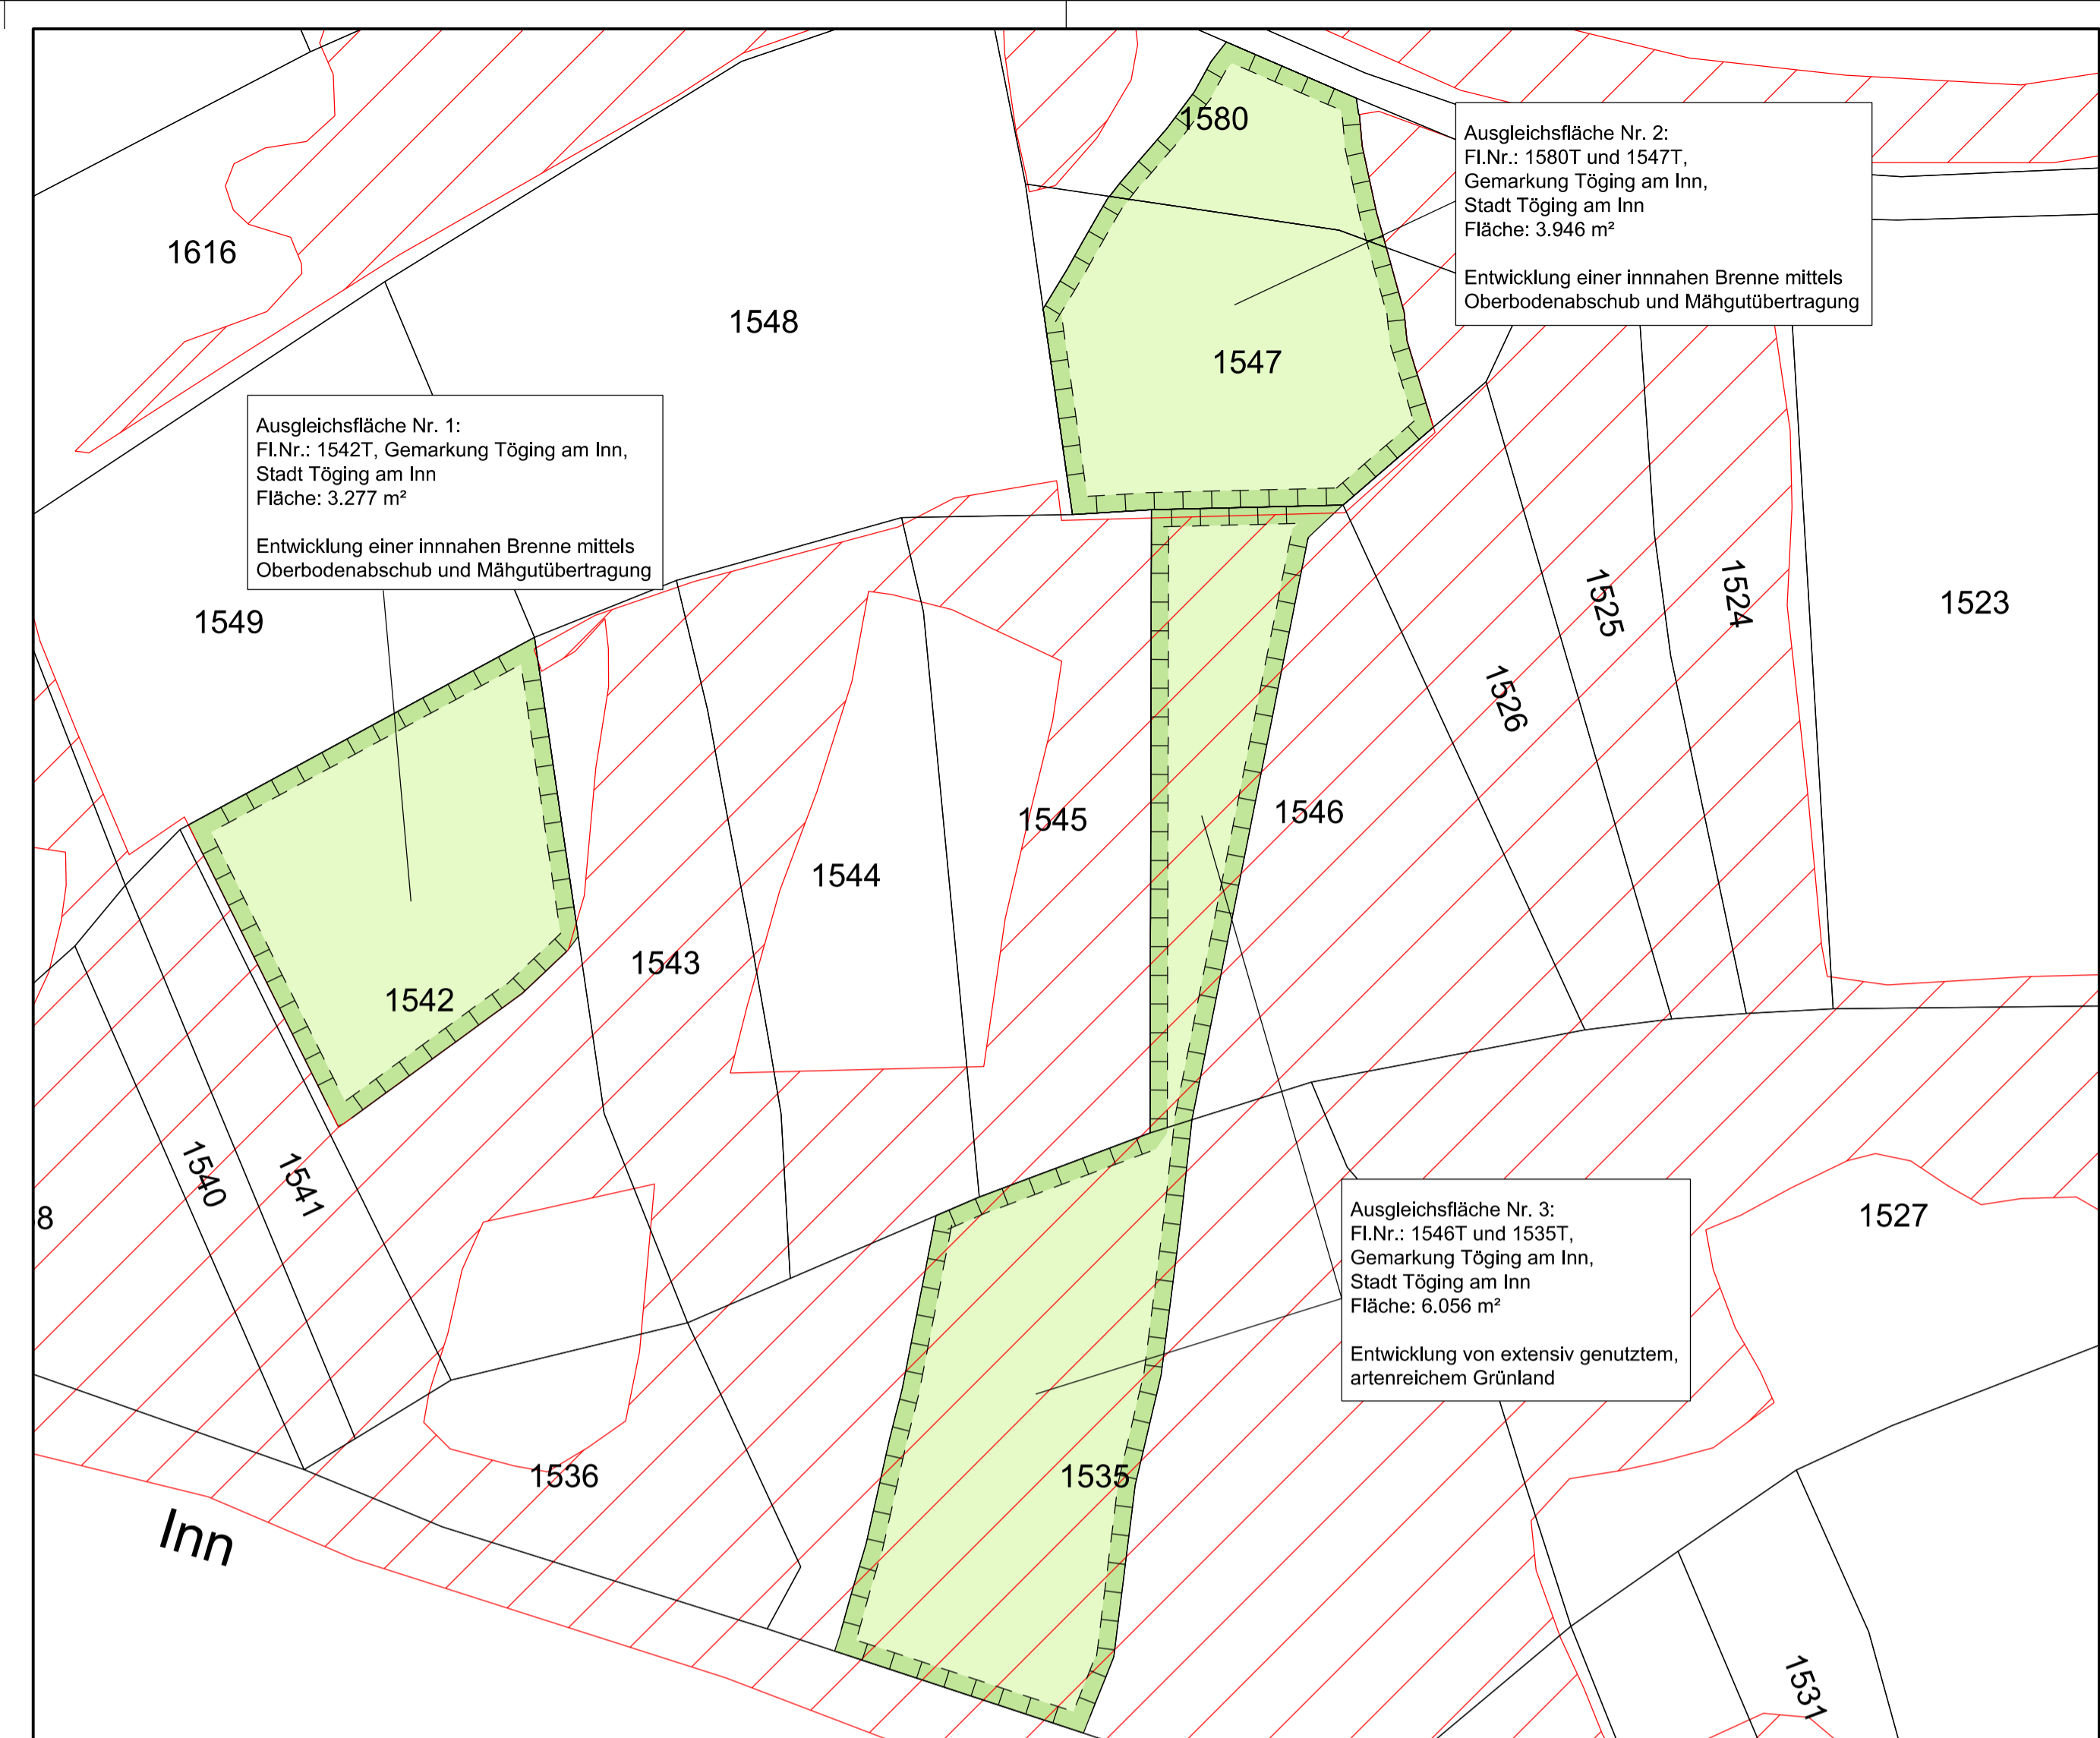 1580
Ausgleichsfläche Nr. 2:
Fl.Nr.: 1580T und 1547T,
Gemarkung Töging am Inn,
Stadt Töging am Inn
Fläche: 3.946 m²
Entwicklung einer innnahen Brenne mittels
Oberbodenabschub und Mähgutübertragung
1616
1548
1547
Ausgleichsfläche Nr. 1:
Fl.Nr.: 1542T, Gemarkung Töging am Inn,
Stadt Töging am Inn
Fläche: 3.277 m²
Entwicklung einer innnahen Brenne mittels
Oberbodenabschub und Mähgutübertragung
1549
1525
1524
1523
1526
1545
1546
1544
1543
1542
1540
1541
8
Ausgleichsfläche Nr. 3:
Fl.Nr.: 1546T und 1535T,
Gemarkung Töging am Inn,
Stadt Töging am Inn
Fläche: 6.056 m²
Entwicklung von extensiv genutztem,
artenreichem Grünland
1527
1536
1535
Inn
1531